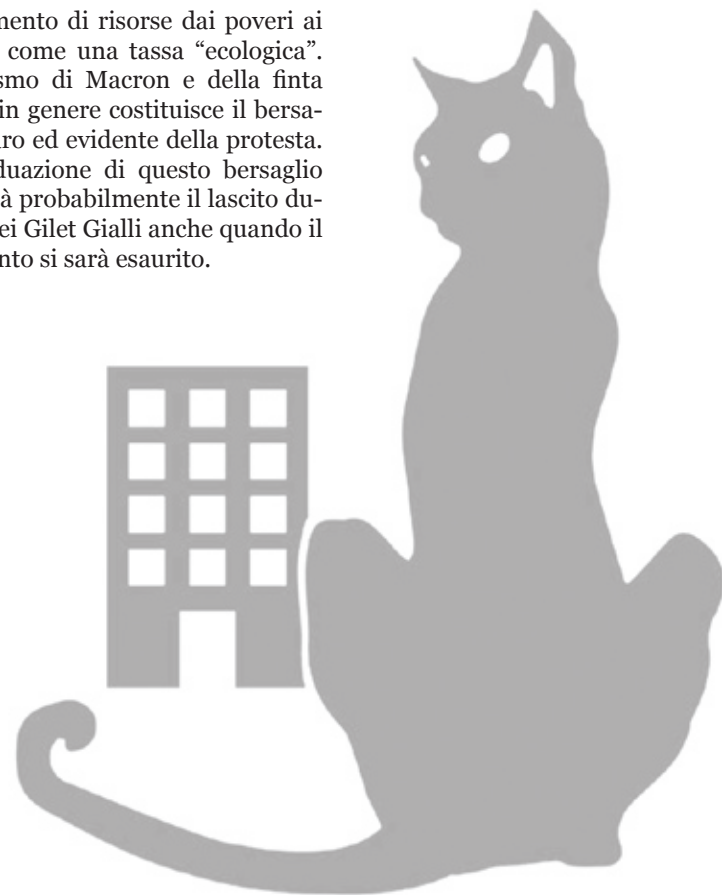 mento di risorse dai poveri ai
come una tassa “ecologica”.
smo di Macron e della finta
in genere costituisce il bersa-
ro ed evidente della protesta.
duazione di questo bersaglio
à probabilmente il lascito du-
ei Gilet Gialli anche quando il
nto si sarà esaurito.